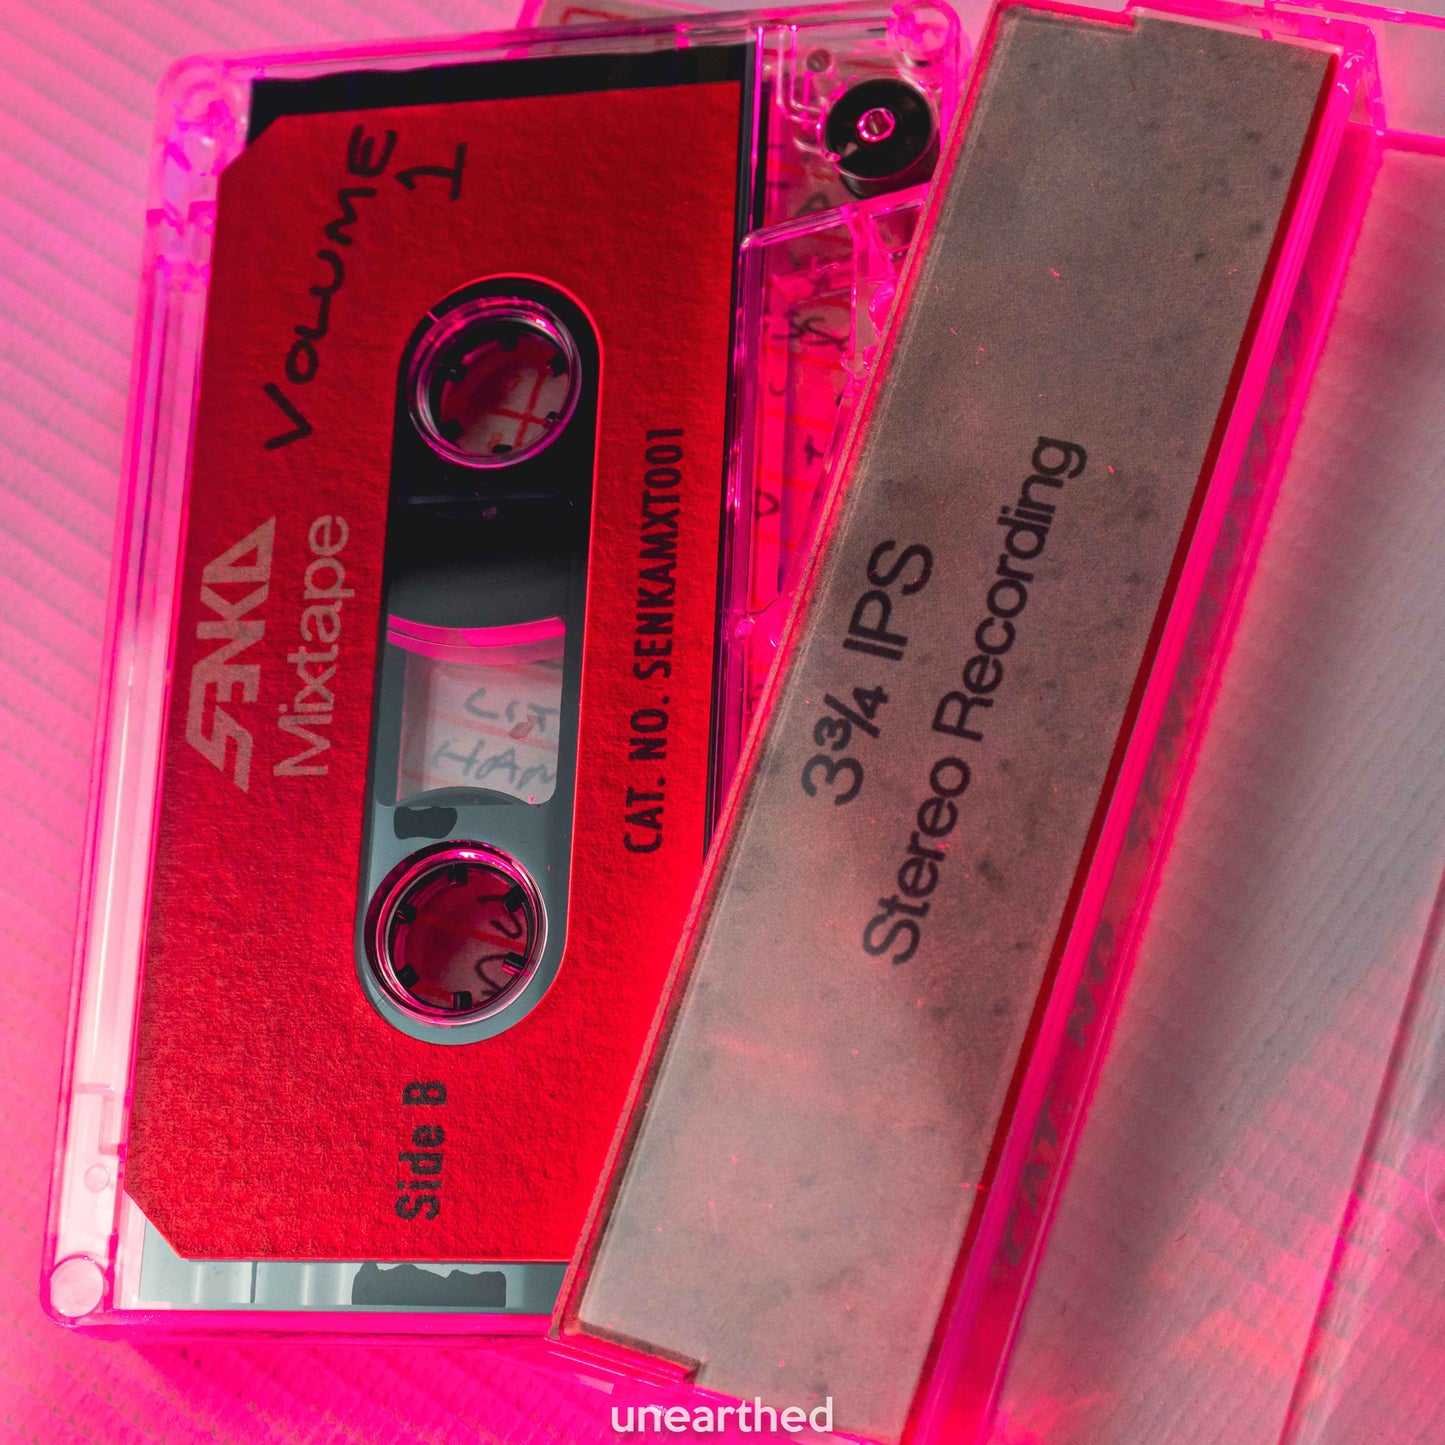 VOLUME
1
SENKA
Mixtape
CAT. NO. SENKAMXT001
Side B
3¾ IPS
Stereo Recording
unearthed